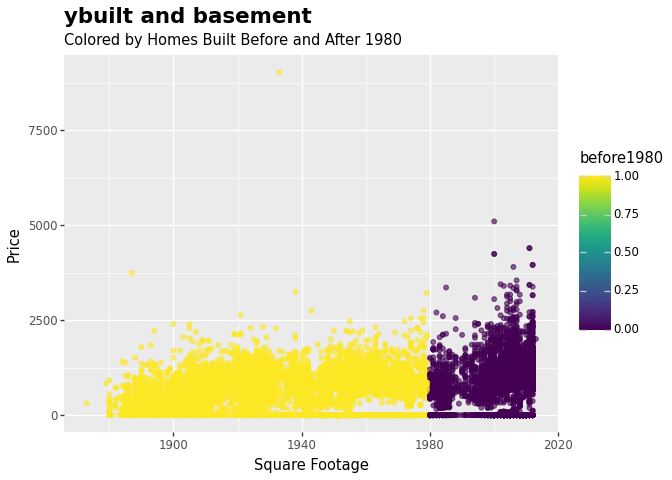 ybuilt and basement
Colored by Homes Built Before and After 1980
Price
7500
5000
2500
0
1900
1940
1980
2020
Square Footage
before1980
1.00
0.75
0.50
0.25
0.00